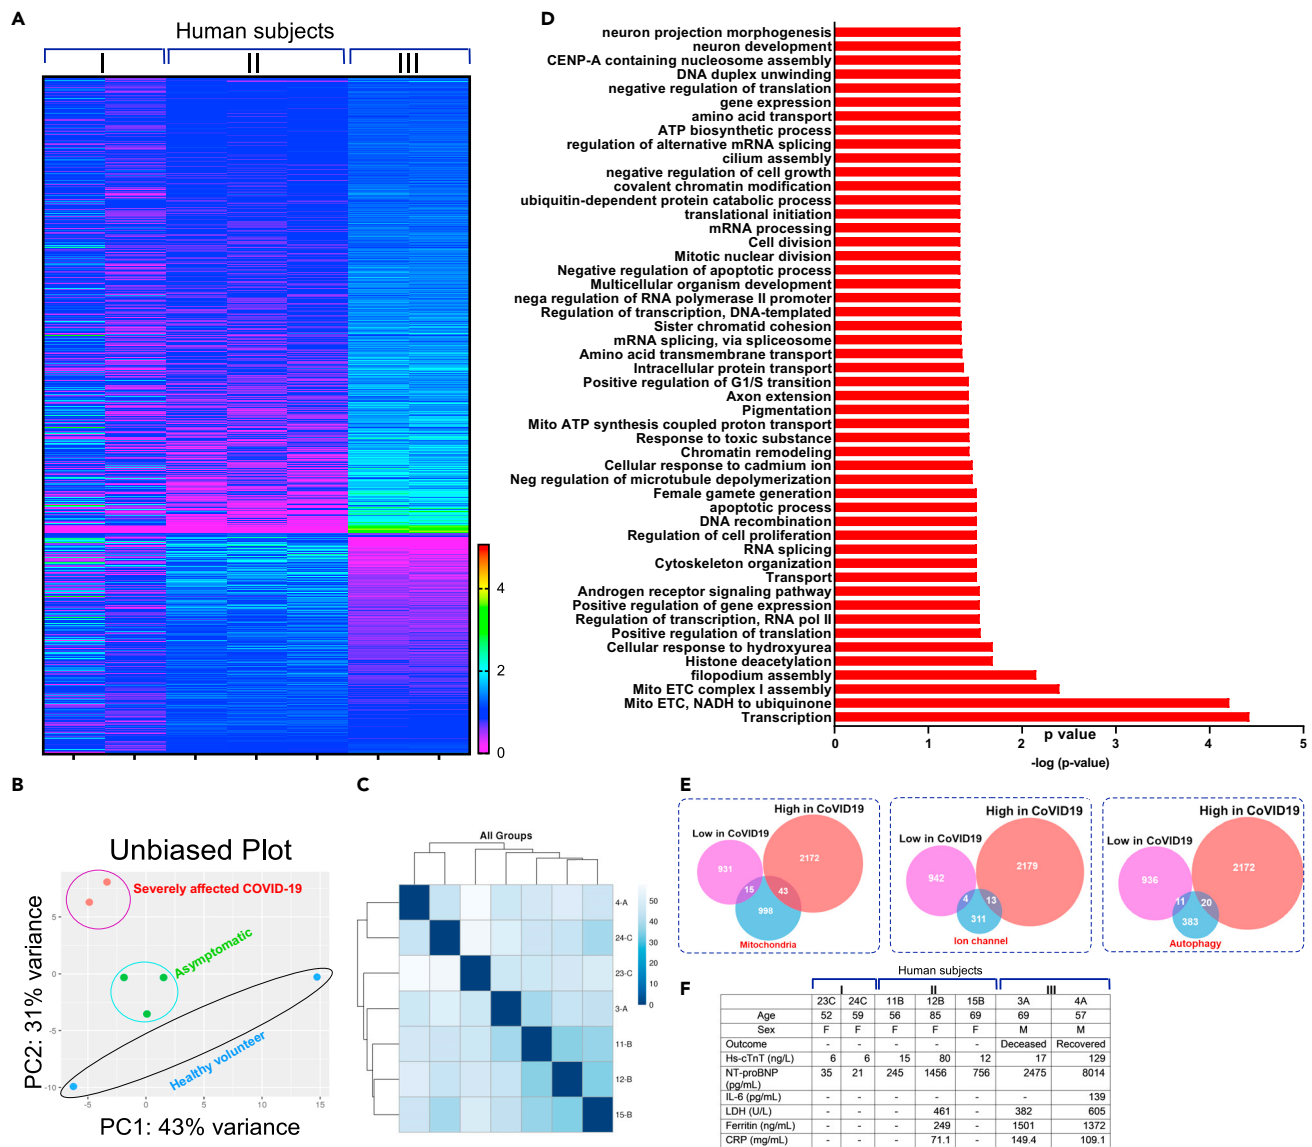 A
Human subjects
I II III
4
2
0
D
neuron projection morphogenesis
neuron development
CENP-A containing nucleosome assembly
DNA duplex unwinding
negative regulation of translation
gene expression
amino acid transport
ATP biosynthetic process
regulation of alternative mRNA splicing
cilium assembly
negative regulation of cell growth
covalent chromatin modification
ubiquitin-dependent protein catabolic process
translational initiation
mRNA processing
Cell division
Mitotic nuclear division
Negative regulation of apoptotic process
Multicellular organism development
nega regulation of RNA polymerase II promoter
Regulation of transcription, DNA-templated
Sister chromatid cohesion
mRNA splicing, via spliceosome
Amino acid transmembrane transport
Intracellular protein transport
Positive regulation of G1/S transition
Axon extension
Pigmentation
Mito ATP synthesis coupled proton transport
Response to toxic substance
Chromatin remodeling
Cellular response to cadmium ion
Neg regulation of microtubule depolymerization
Female gamete generation
apoptotic process
DNA recombination
Regulation of cell proliferation
RNA splicing
Cytoskeleton organization
Transport
Androgen receptor signaling pathway
Positive regulation of gene expression
Regulation of transcription, RNA pol II
Positive regulation of translation
Cellular response to hydroxyurea
Histone deacetylation
filopodium assembly
Mito ETC complex I assembly
Mito ETC, NADH to ubiquinone
Transcription
p value
0 1 2 3 4 5
-log (p-value)
B
Unbiased Plot
Severely affected COVID-19
Asymptomatic
Healthy volunteer
PC2: 31% variance
5
0
-5
-10
-5 0 5 10 15
PC1: 43% variance
C
All Groups
4-A
24-C
23-C
3-A
11-B
12-B
15-B
50
40
30
20
10
0
E
High in CoVID19
Low in CoVID19
931
2172
15
43
998
Mitochondria
High in CoVID19
Low in CoVID19
942
2179
4
13
311
Ion channel
High in CoVID19
Low in CoVID19
936
2172
11
20
383
Autophagy
F
Human subjects
I II III
23C 24C 11B 12B 15B 3A 4A
Age 52 59 56 85 69 69 57
Sex F F F F F M M
Outcome Deceased Recovered
Hs-cTnT (ng/L) 6 6 15 80 12 17 129
NT-proBNP 35 21 245 1456 756 2475 8014
(pg/mL)
IL-6 (pg/mL) - - - - - - 139
LDH (U/L) - - - 461 - 382 605
Ferritin (ng/mL) - - - 249 - 1501 1372
CRP (mg/mL) - - - 71.1 - 149.4 109.1